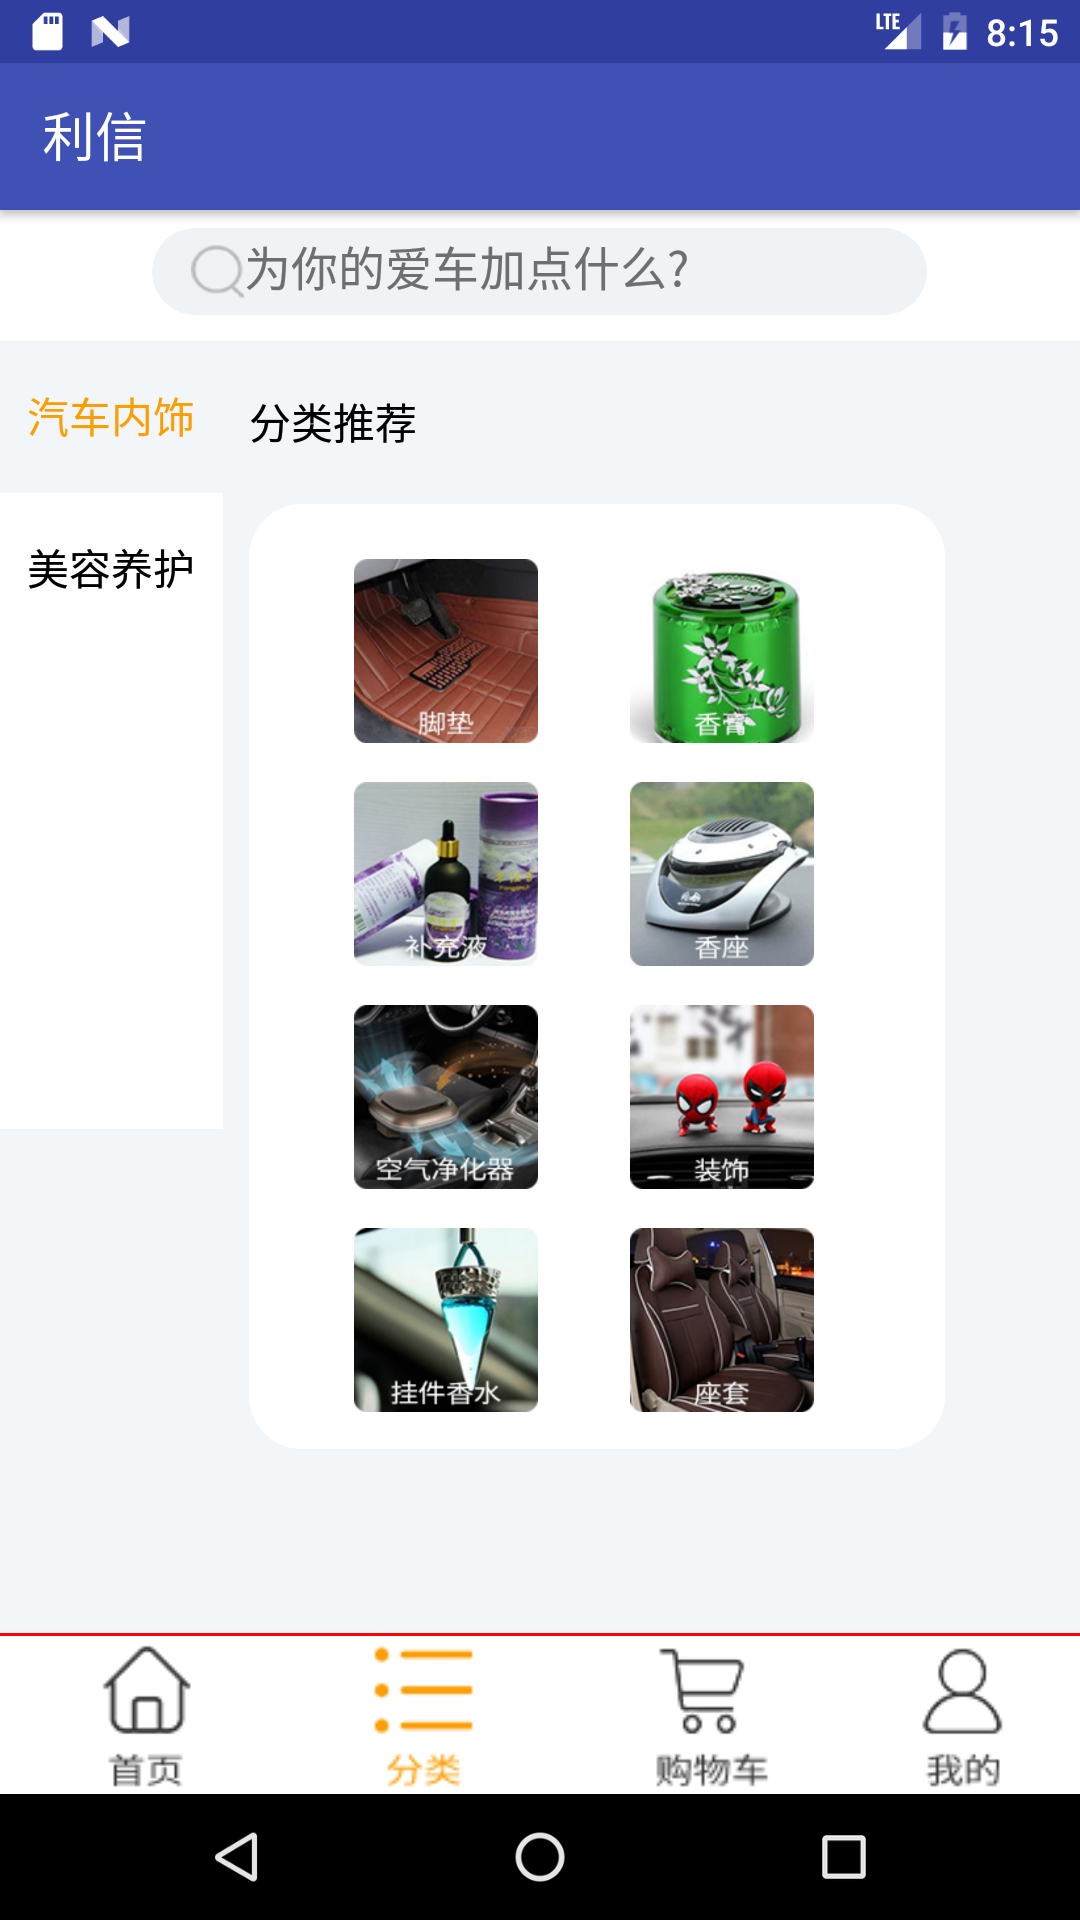 LTE 8:15
利信
为你的爱车加点什么?
汽车内饰
分类推荐
美容养护
脚垫
香膏
补充液
香座
空气净化器
装饰
挂件香水
座套
首页
分类
购物车
我的